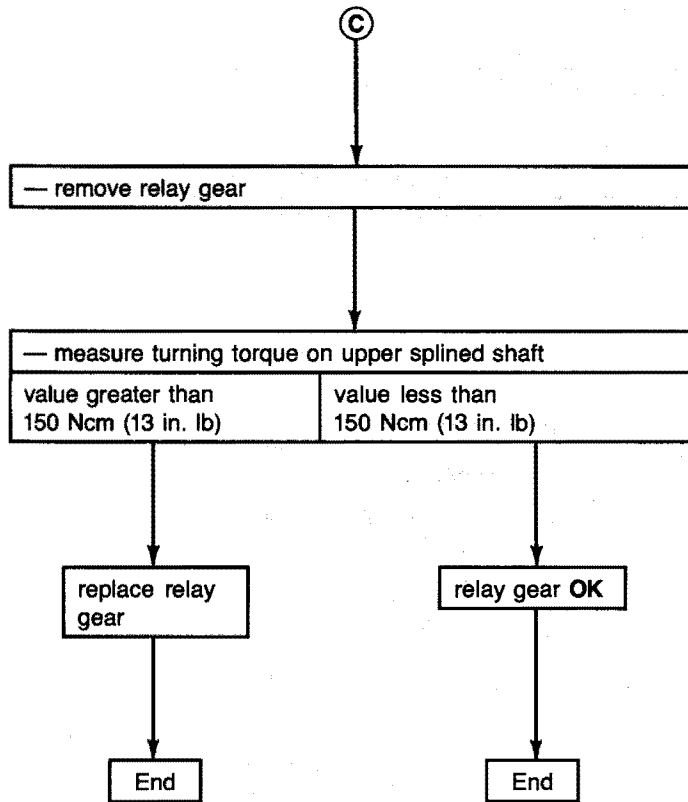 C
— remove relay gear
— measure turning torque on upper splined shaft
value greater than
150 Ncm (13 in. lb)
value less than
150 Ncm (13 in. lb)
replace relay
gear
relay gear OK
End
End